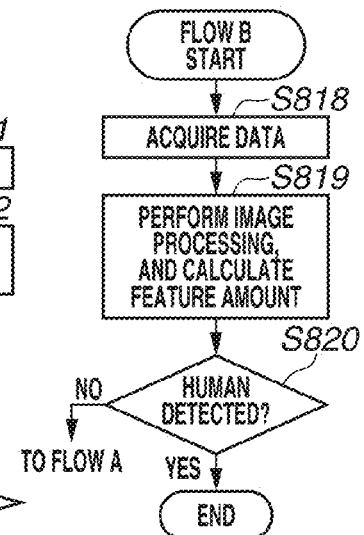 FLOW B
START
S818
ACQUIRE DATA
S819
PERFORM IMAGE
PROCESSING,
AND CALCULATE
FEATURE AMOUNT
S820
HUMAN
DETECTED?
NO
TO FLOW A
YES
END